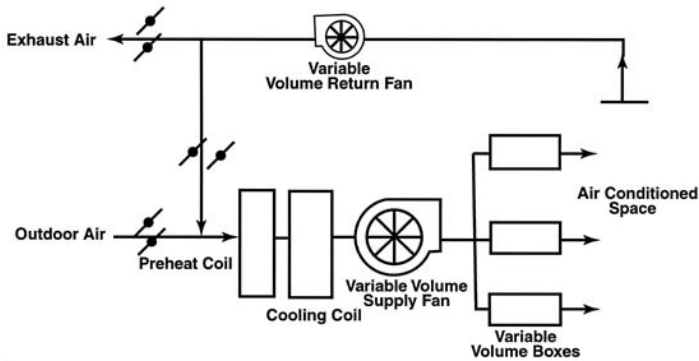 Exhaust Air
Variable
Volume Return Fan
Outdoor Air
Preheat Coil
Cooling Coil
Variable Volume
Supply Fan
Air Conditioned
Space
Variable
Volume Boxes